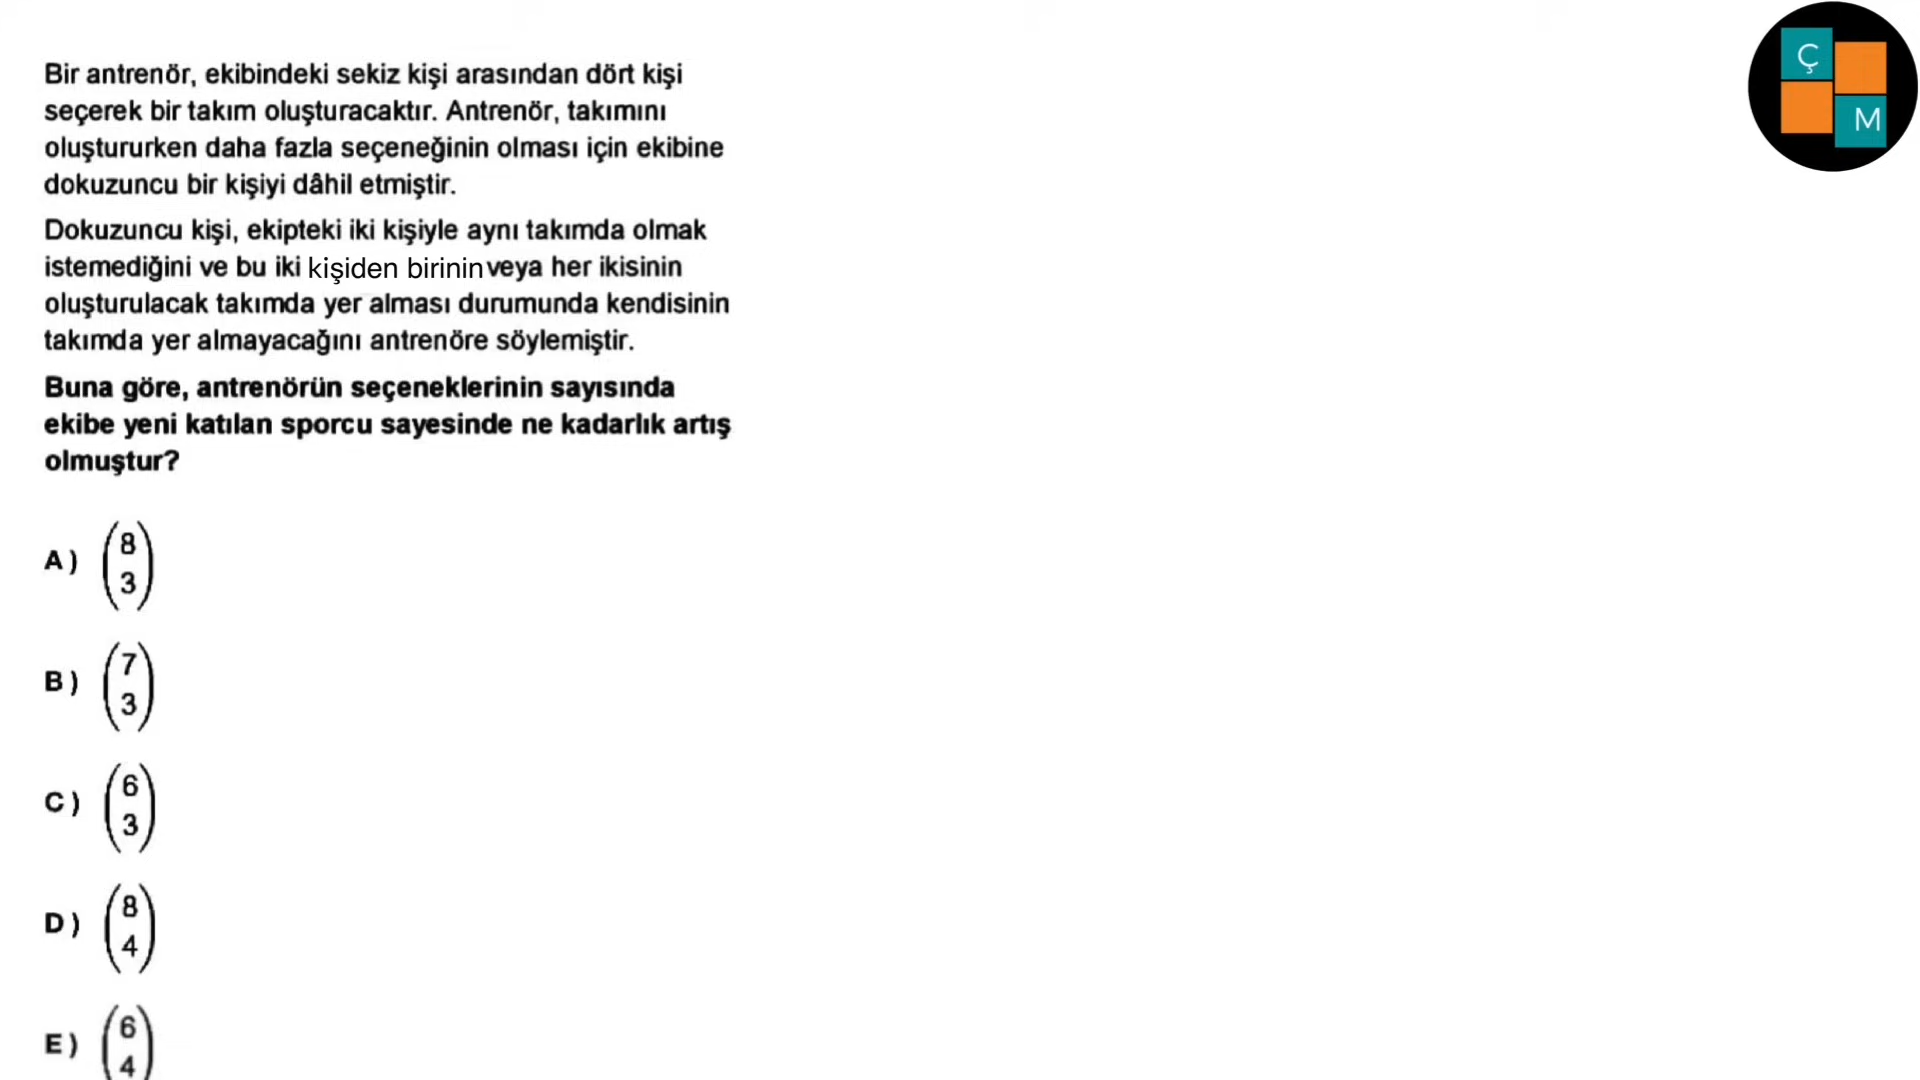 Bir antrenör, ekibindeki sekiz kişi arasından dört kişi
seçerek bir takım oluşturacaktır. Antrenör, takımını
oluştururken daha fazla seçeneğinin olması için ekibine
dokuzuncu bir kişiyi dâhil etmiştir.
Dokuzuncu kişi, ekipteki iki kişiyle aynı takımda olmak
istemediğini ve bu iki kişiden birinin veya her ikisinin
oluşturulacak takımda yer alması durumunda kendisinin
takımda yer almayacağını antrenöre söylemiştir.
Buna göre, antrenörün seçeneklerinin sayısında
ekibe yeni katılan sporcu sayesinde ne kadarlık artış
olmuştur?
A) (8
3)
B) (7
3)
C) (6
3)
D) (8
4)
E) (6
4)
Ç
M